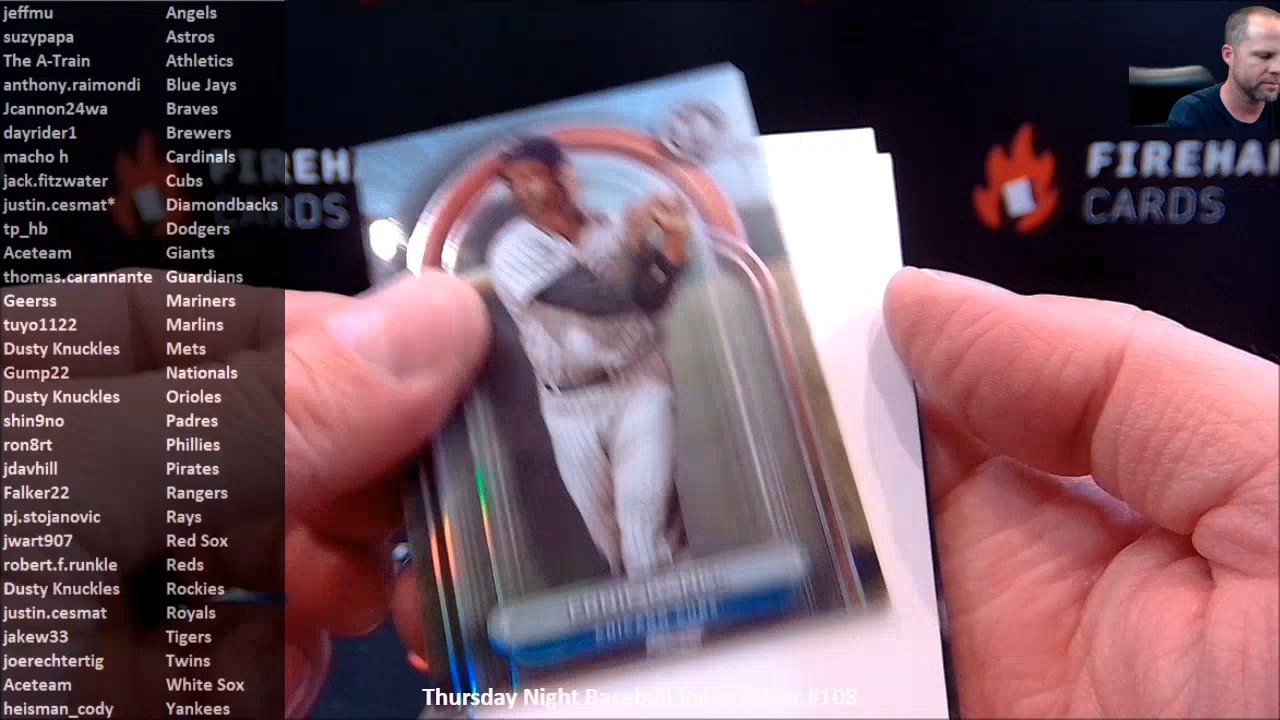 jeffmu Angels
suzypapa Astros
The A-Train Athletics
anthony.raimondi Blue Jays
Jcannon24wa Braves
dayrider1 Brewers
macho h Cardinals
jack.fitzwater Cubs
justin.cesmat* Diamondbacks
tp_hb Dodgers
Aceteam Giants
thomas.carannante Guardians
Geerss Mariners
tuyo1122 Marlins
Dusty Knuckles Mets
Gump22 Nationals
Dusty Knuckles Orioles
shin9no Padres
ron8rt Phillies
jdavhill Pirates
Falker22 Rangers
pj.stojanovic Rays
jwart907 Red Sox
robert.f.runkle Reds
Dusty Knuckles Rockies
justin.cesmat Royals
jakew33 Tigers
joerechtertig Twins
Aceteam White Sox
heisman_cody Yankees
FIREHA
CARDS
FIREHA
CARDS
Thursday Night Baseball #108